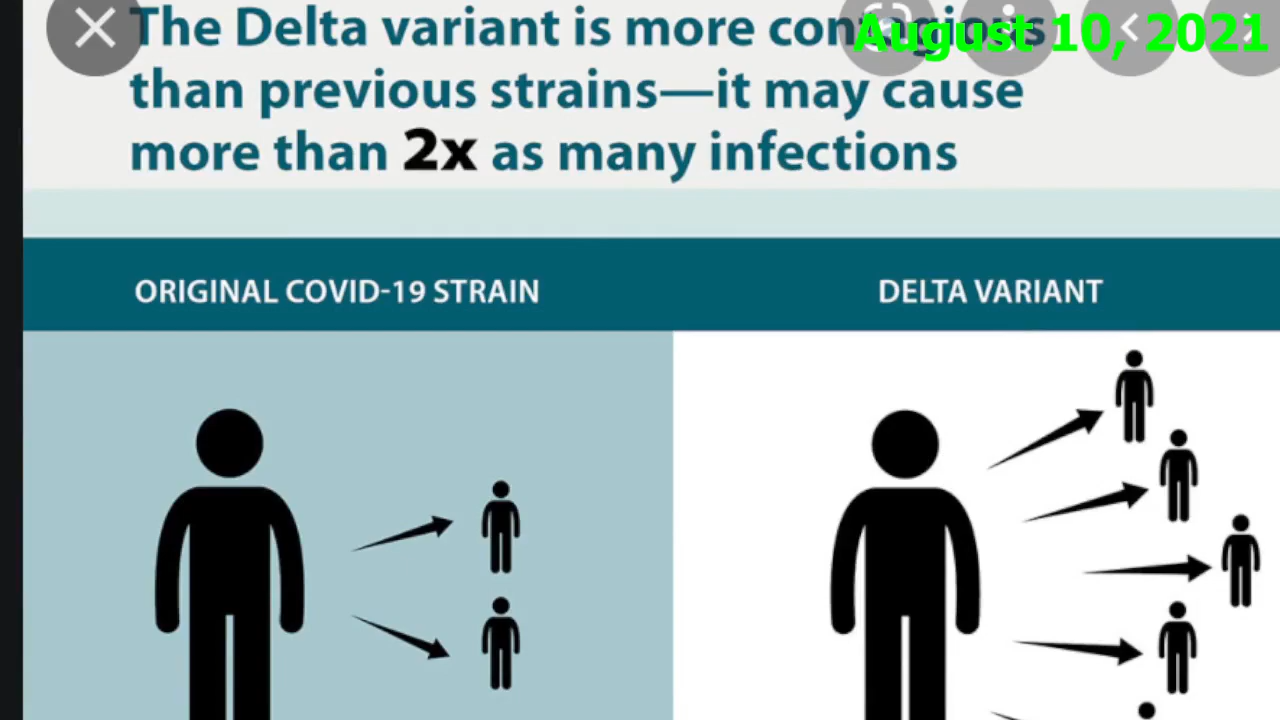 The Delta variant is more contagious
August 10, 2021
than previous strains—it may cause
more than 2x as many infections
ORIGINAL COVID-19 STRAIN
DELTA VARIANT